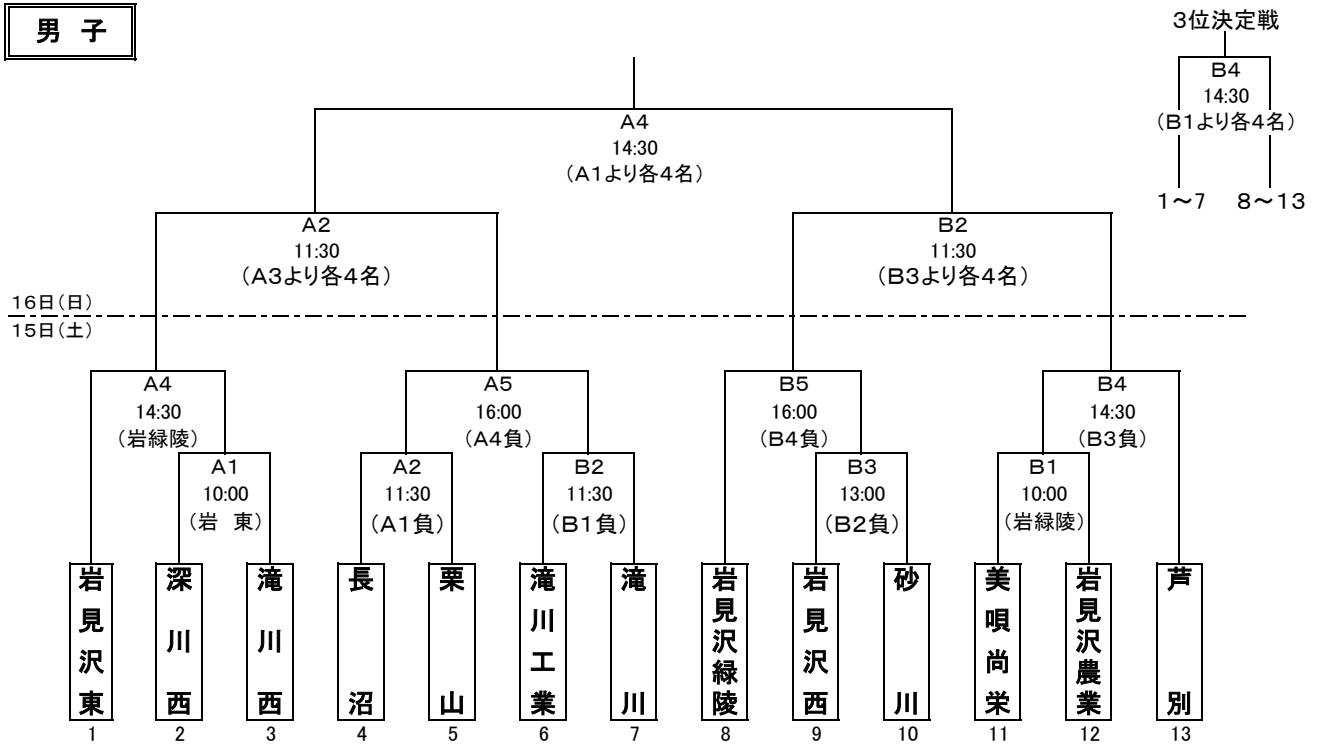 男 子
3位決定戦
B4
14:30
(B1より各4名)
1~7 8~13
A4
14:30
(A1より各4名)
A2
11:30
(A3より各4名)
B2
11:30
(B3より各4名)
16日(日)
15日(土)
A4
14:30
(岩緑陵)
A5
16:00
(A4負)
B5
16:00
(B4負)
B4
14:30
(B3負)
A1
10:00
(岩 東)
A2
11:30
(A1負)
B2
11:30
(B1負)
B3
13:00
(B2負)
B1
10:00
(岩緑陵)
岩見沢東
深川西
滝川西
長沼
栗山
滝川工業
滝川
岩見沢緑陵
岩見沢西
砂川
美唄尚栄
岩見沢農業
芦別
1 2 3 4 5 6 7 8 9 10 11 12 13